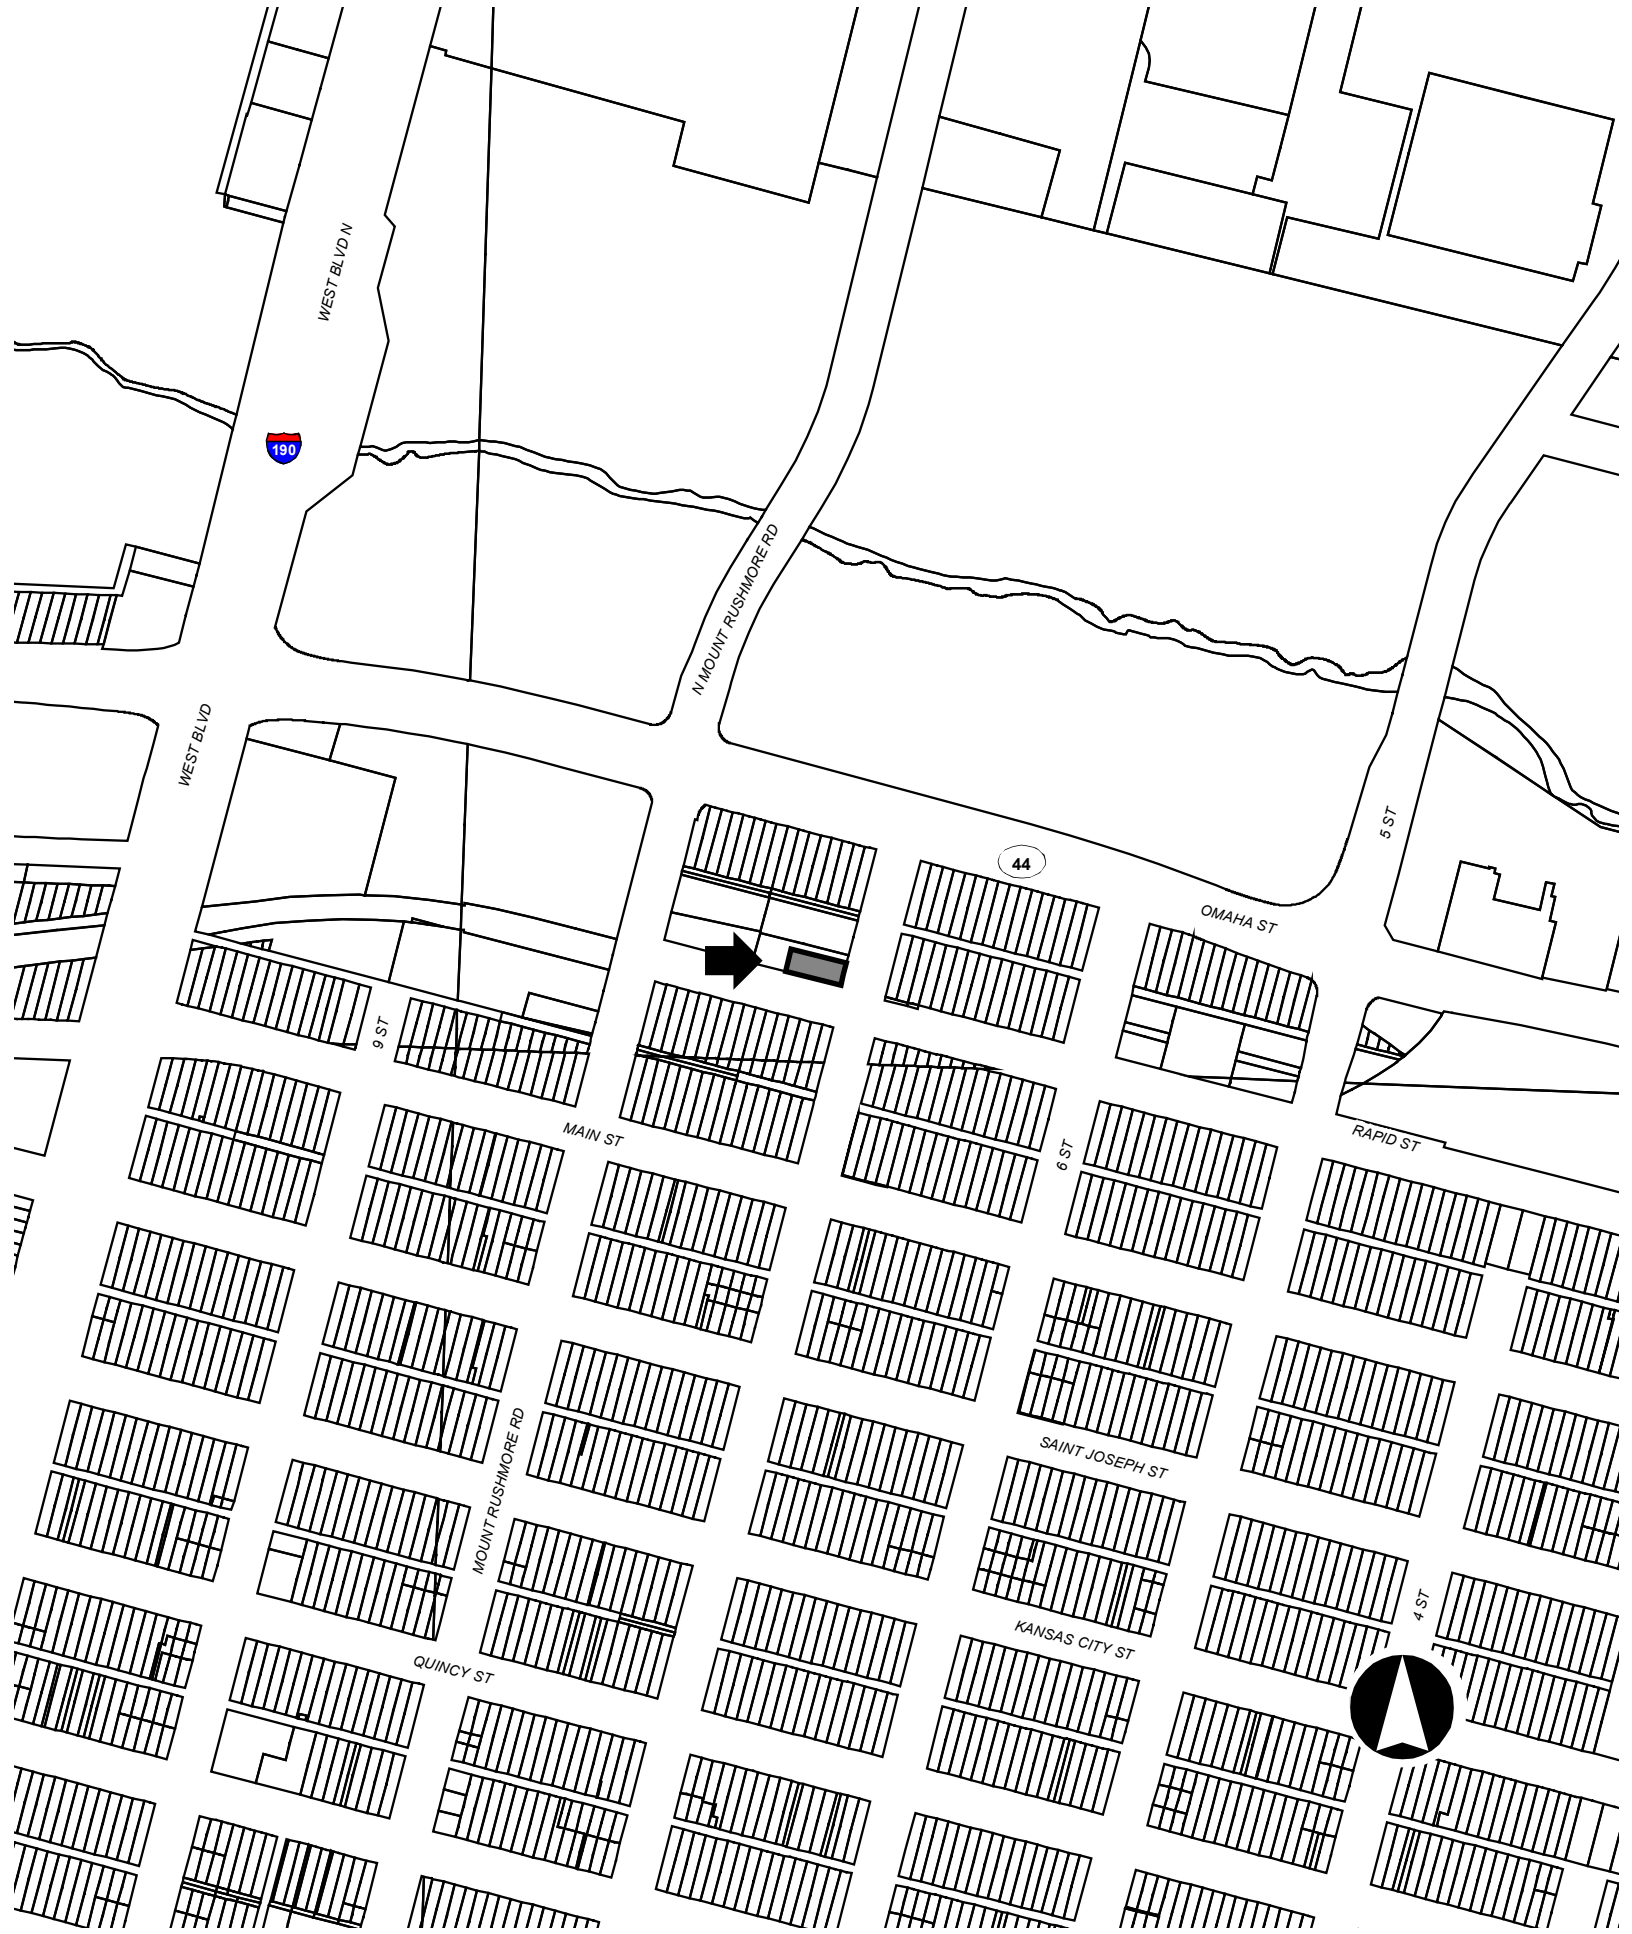 WEST BLVD N
190
N MOUNT RUSHMORE RD
WEST BLVD
5 ST
44
OMAHA ST
9 ST
MAIN ST
RAPID ST
6 ST
SAINT JOSEPH ST
MOUNT RUSHMORE RD
4 ST
KANSAS CITY ST
QUINCY ST